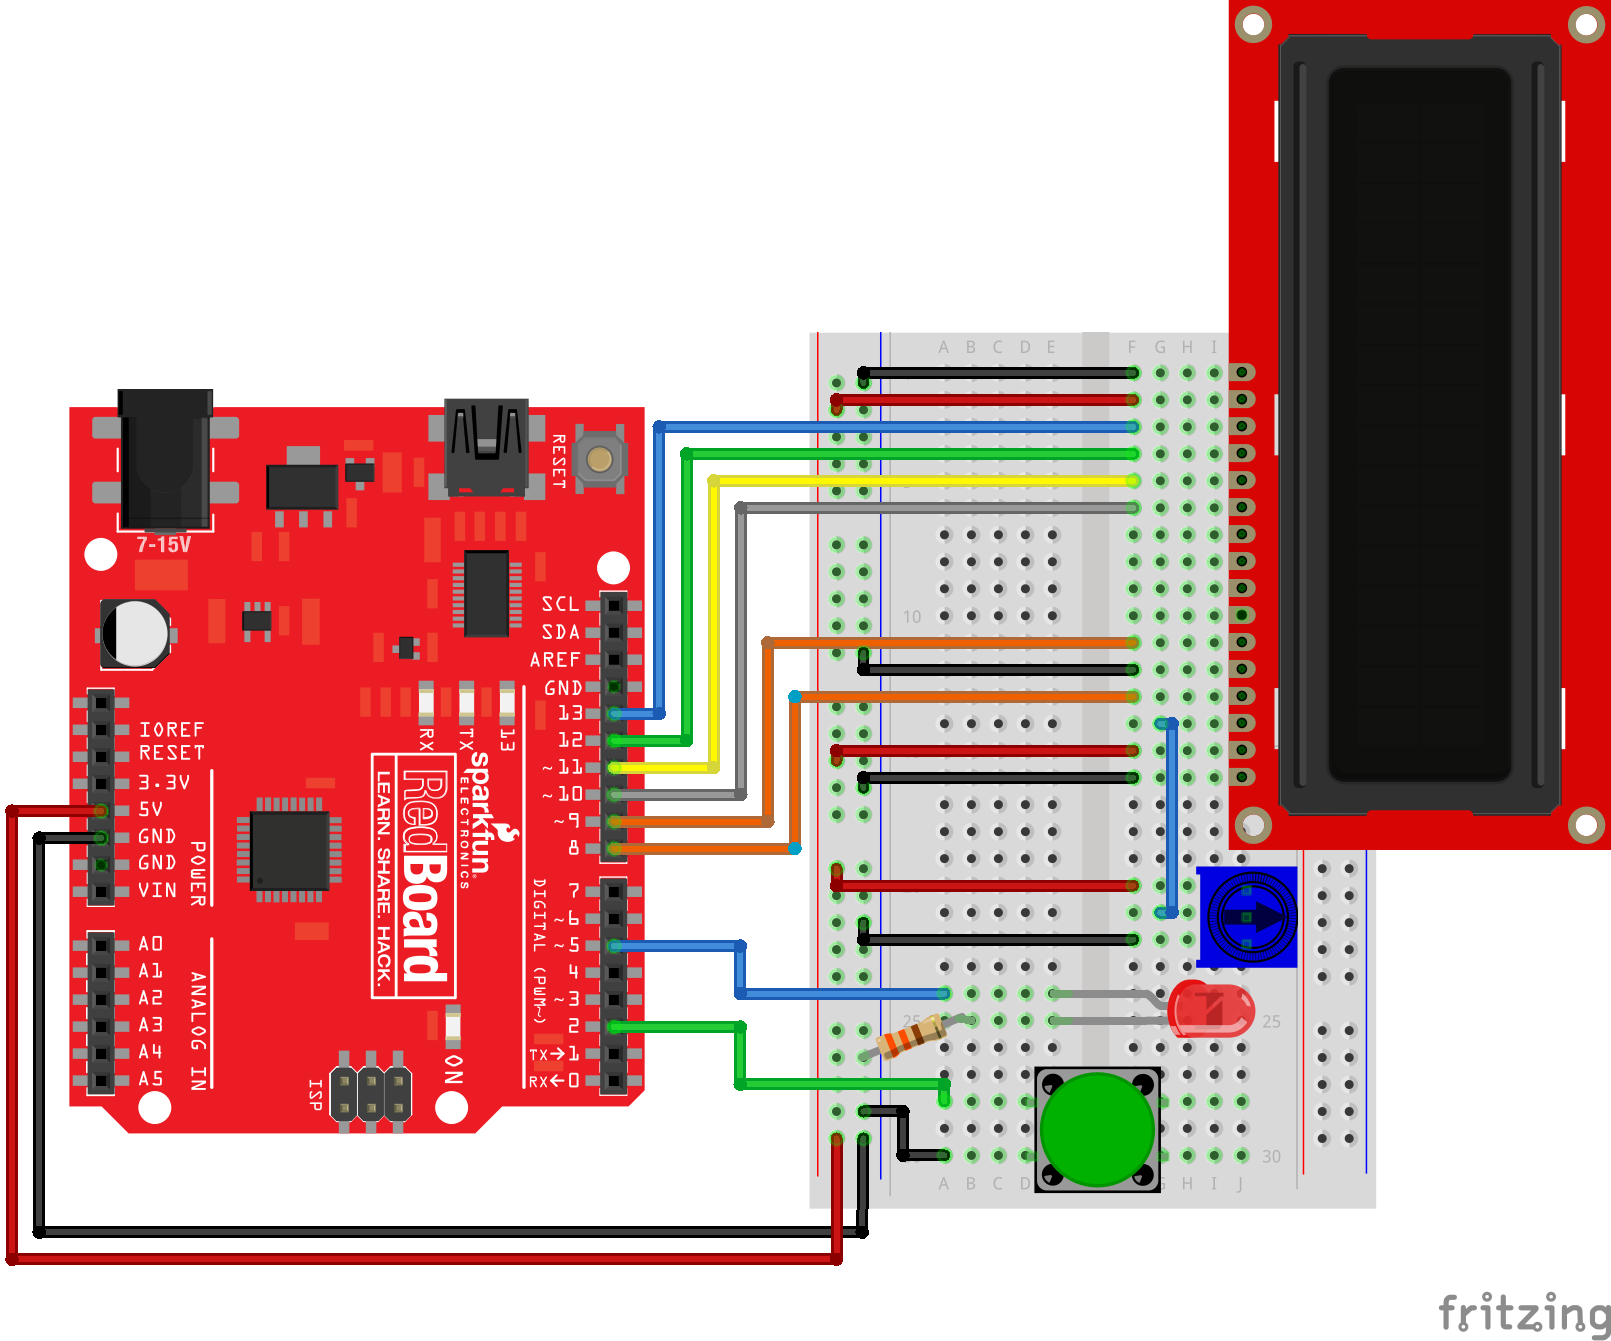 A B C D E F G H I
RESET
7-15V
SCL
SDA
AREF
GND
13
12
~11
~10
~9
8
7
~6
~5
4
~3
2
TX→1
RX←0
DIGITAL (PWM~)
RX
TX
13
IOREF
RESET
3.3V
5V
GND
GND
VIN
POWER
A0
A1
A2
A3
A4
A5
ANALOG IN
sparkfun
ELECTRONICS
RedBoard
LEARN. SHARE. HACK.
ISP
ON
10
25
25
30
A B C D G H I J
fritzing